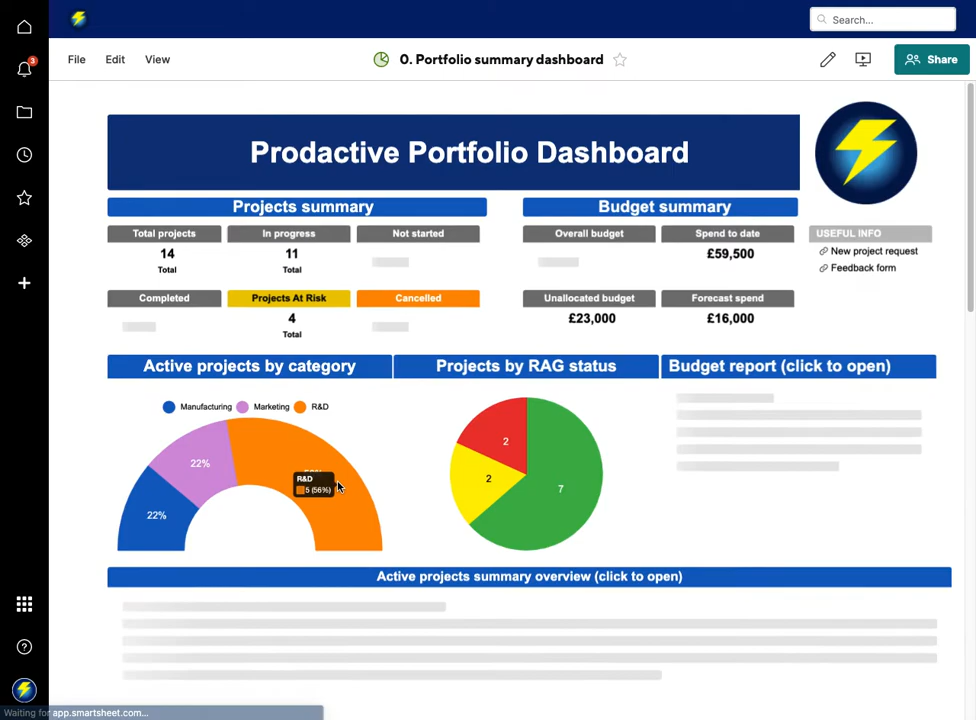 Search...
3
File Edit View
0. Portfolio summary dashboard
Share
Prodactive Portfolio Dashboard
Projects summary
Budget summary
Total projects In progress Not started
Overall budget Spend to date
USEFUL INFO
14 11
£59,500
New project request
Total Total
Feedback form
Completed Projects At Risk Cancelled
Unallocated budget Forecast spend
4
£23,000 £16,000
Total
Active projects by category
Projects by RAG status
Budget report (click to open)
Manufacturing Marketing R&D
22%
22%
R&D
5 (56%)
2
2
7
Active projects summary overview (click to open)
Waiting for app.smartsheet.com...